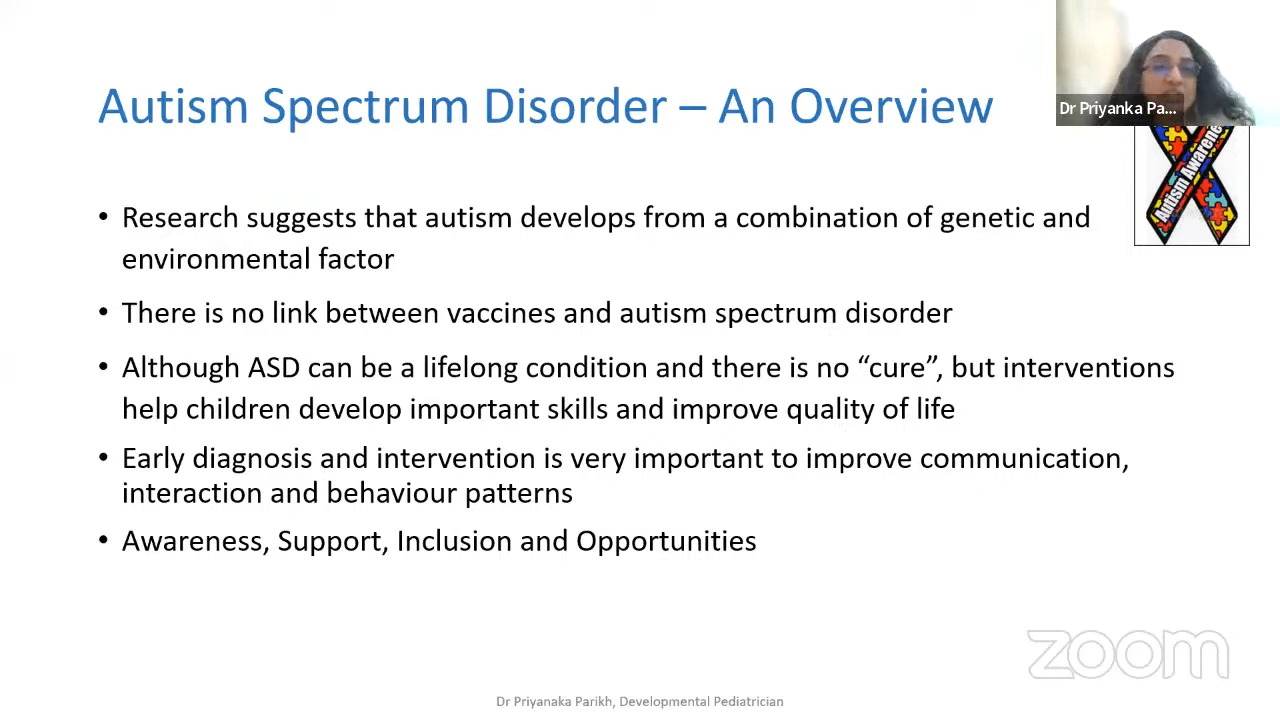 Autism Spectrum Disorder – An Overview
Dr Priyanka Pa...
Autism Awarene
• Research suggests that autism develops from a combination of genetic and
environmental factor
• There is no link between vaccines and autism spectrum disorder
• Although ASD can be a lifelong condition and there is no “cure”, but interventions
help children develop important skills and improve quality of life
• Early diagnosis and intervention is very important to improve communication,
interaction and behaviour patterns
• Awareness, Support, Inclusion and Opportunities
zoom
Dr Priyanaka Parikh, Developmental Pediatrician